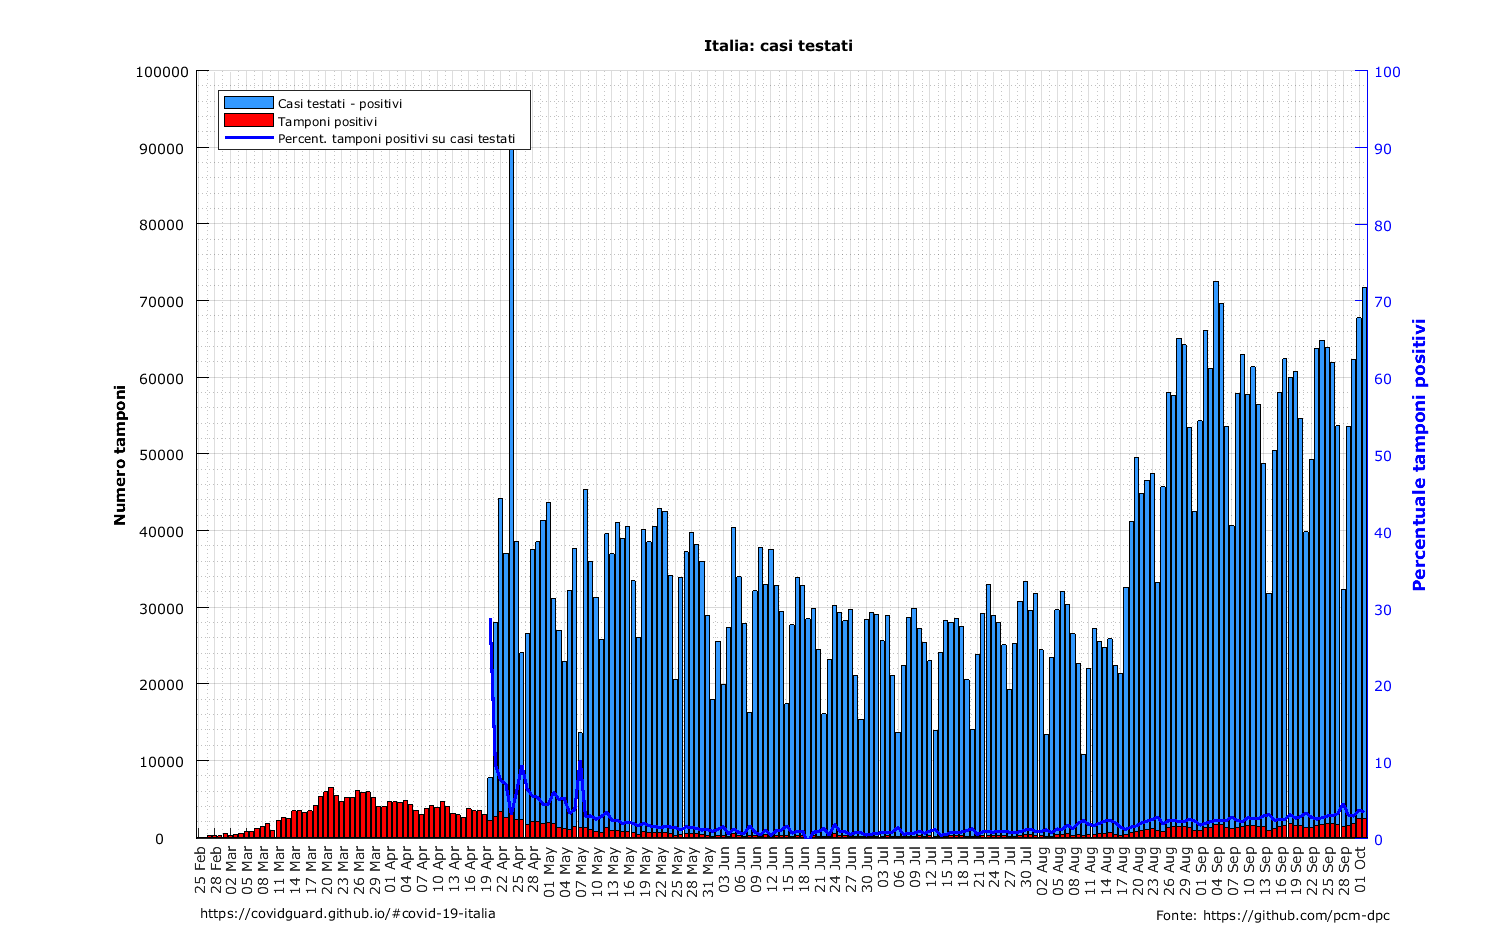 Italia: casi testati
100000
90000
80000
70000
60000
50000
40000
30000
20000
10000
0
Numero tamponi
Casi testati - positivi
Tamponi positivi
Percent. tamponi positivi su casi testati
100
90
80
70
60
50
40
30
20
10
0
Percentuale tamponi positivi
25 Feb
28 Feb
02 Mar
05 Mar
08 Mar
11 Mar
14 Mar
17 Mar
20 Mar
23 Mar
26 Mar
29 Mar
01 Apr
04 Apr
07 Apr
10 Apr
13 Apr
16 Apr
19 Apr
22 Apr
25 Apr
28 Apr
01 May
04 May
07 May
10 May
13 May
16 May
19 May
22 May
25 May
28 May
31 May
03 Jun
06 Jun
09 Jun
12 Jun
15 Jun
18 Jun
21 Jun
24 Jun
27 Jun
30 Jun
03 Jul
06 Jul
09 Jul
12 Jul
15 Jul
18 Jul
21 Jul
24 Jul
27 Jul
30 Jul
02 Aug
05 Aug
08 Aug
11 Aug
14 Aug
17 Aug
20 Aug
23 Aug
26 Aug
29 Aug
01 Sep
04 Sep
07 Sep
10 Sep
13 Sep
16 Sep
19 Sep
22 Sep
25 Sep
28 Sep
01 Oct
https://covidguard.github.io/#covid-19-italia
Fonte: https://github.com/pcm-dpc